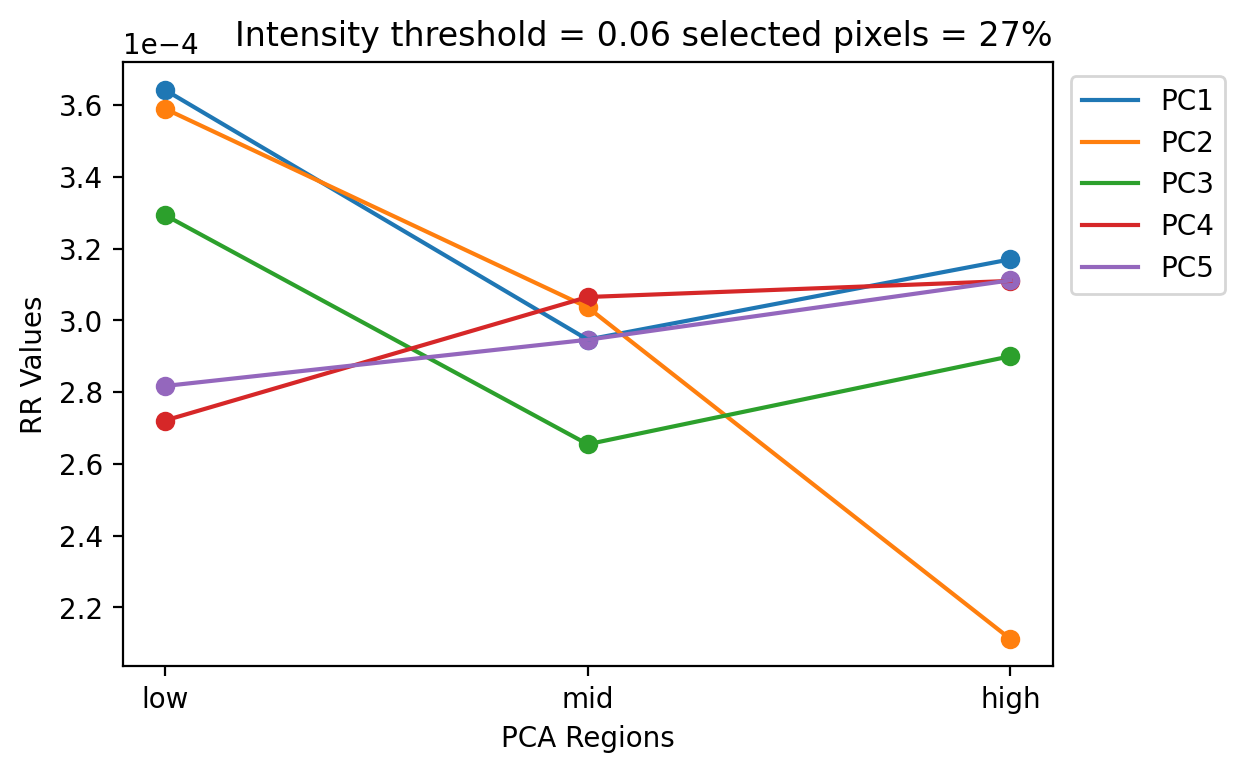 Intensity threshold = 0.06 selected pixels = 27%
1e−4
3.6
3.4
3.2
3.0
2.8
2.6
2.4
2.2
RR Values
low
mid
high
PCA Regions
PC1
PC2
PC3
PC4
PC5